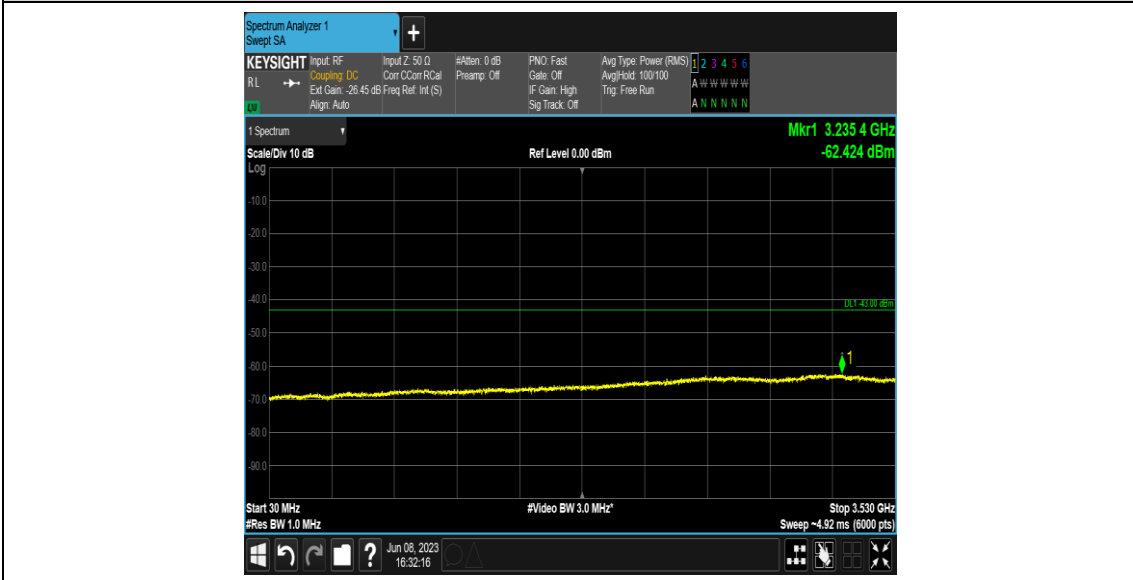 Spectrum Analyzer 1
Swept SA
+
KEYSIGHT
R L
LXI
Input: RF
Coupling: DC
Ext Gain: -26.45 dB
Align: Auto
Input Z: 50 Ω
Corr CCorr RCal
Freq Ref: Int (S)
#Atten: 0 dB
Preamp: Off
PNO: Fast
Gate: Off
IF Gain: High
Sig Track: Off
Avg Type: Power (RMS)
Avg|Hold: 100/100
Trig: Free Run
1 2 3 4 5 6
A W W W W W
A N N N N N
1 Spectrum
Mkr1 3.235 4 GHz
Scale/Div 10 dB
Ref Level 0.00 dBm
-62.424 dBm
Log
-10.0
-20.0
-30.0
-40.0
DL1 -43.00 dBm
-50.0
1
-60.0
-70.0
-80.0
-90.0
Start 30 MHz
#Video BW 3.0 MHz*
Stop 3.530 GHz
#Res BW 1.0 MHz
Sweep ~4.92 ms (6000 pts)
?
Jun 08, 2023
16:32:16